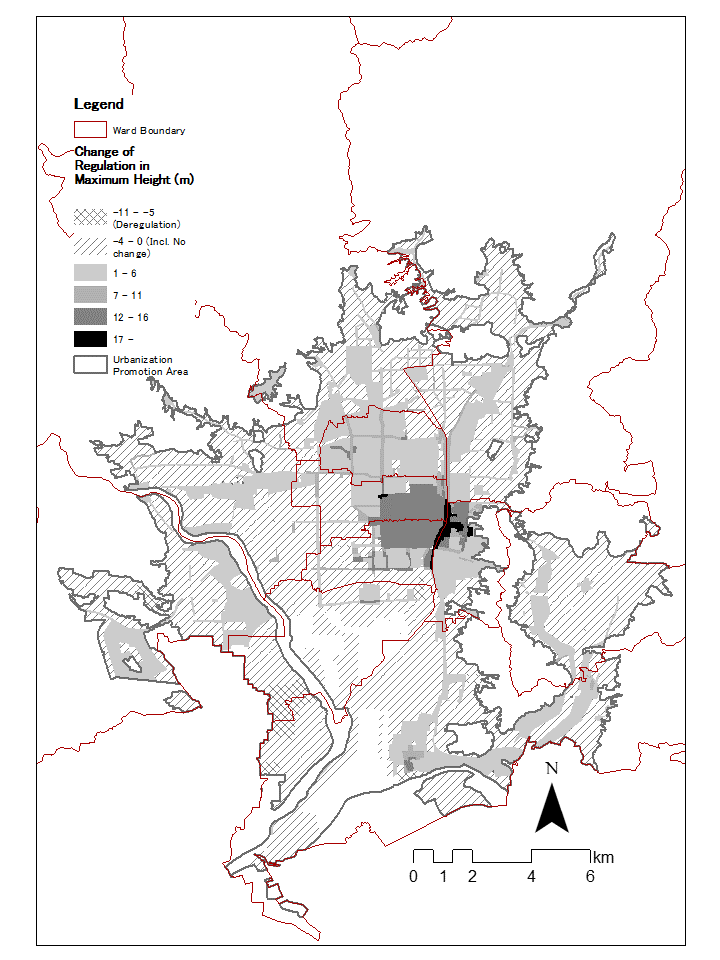 Legend
Ward Boundary
Change of
Regulation in
Maximum Height (m)
-11 - -5
(Deregulation)
-4 - 0 (Incl. No
change)
1 - 6
7 - 11
12 - 16
17 -
Urbanization
Promotion Area
N
km
0 1 2 4 6